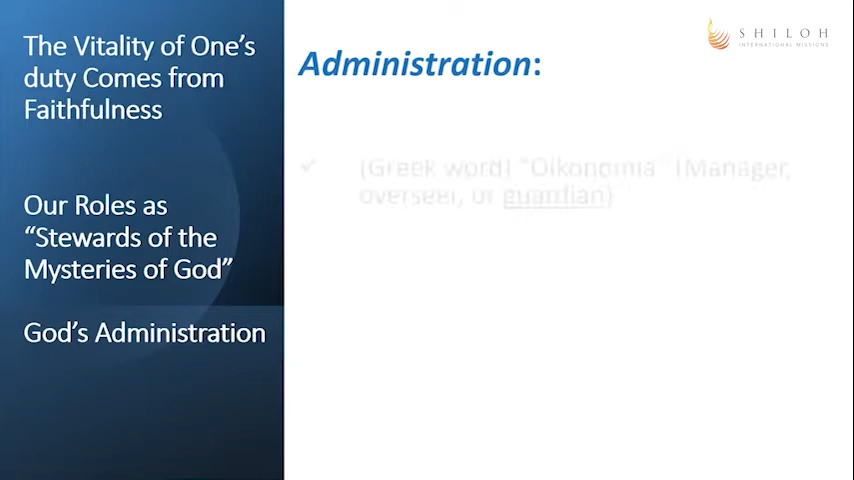 The Vitality of One's
duty Comes from
Faithfulness
Our Roles as
“Stewards of the
Mysteries of God”
God's Administration
SHILOH
INTERNATIONAL MISSIONS
Administration:
✓ (Greek word) “Oikonomia” (Manager,
overseer, or guardian)